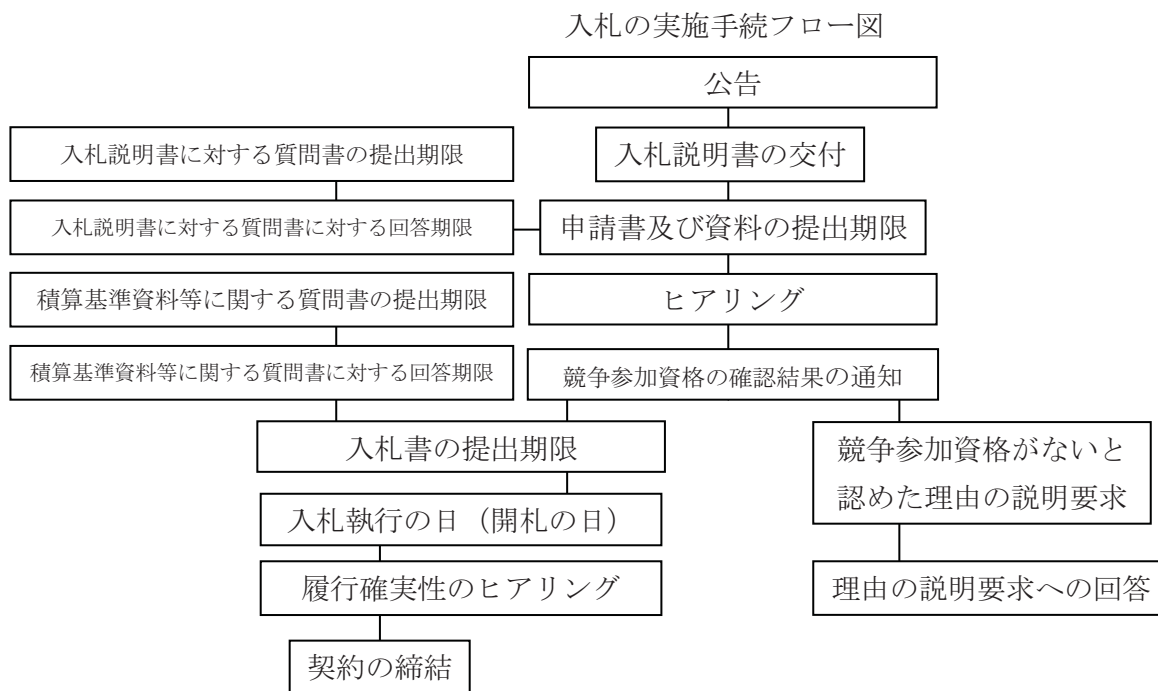 入札の実施手続フロー図
公告
入札説明書に対する質問書の提出期限
入札説明書の交付
入札説明書に対する質問書に対する回答期限
申請書及び資料の提出期限
積算基準資料等に関する質問書の提出期限
ヒアリング
積算基準資料等に関する質問書に対する回答期限
競争参加資格の確認結果の通知
入札書の提出期限
競争参加資格がないと
認めた理由の説明要求
入札執行の日（開札の日）
履行確実性のヒアリング
理由の説明要求への回答
契約の締結